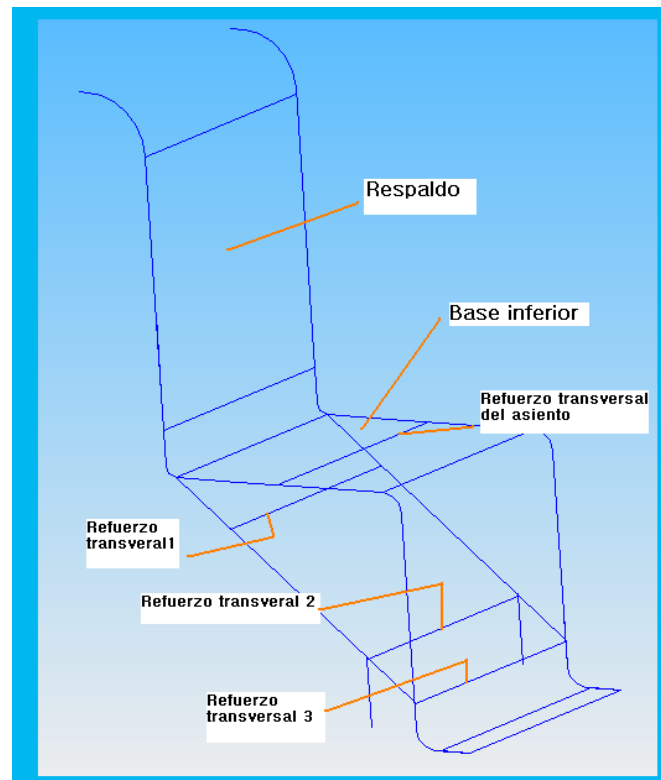 Respaldo
Base inferior
Refuerzo transversal
del asiento
Refuerzo
transveral1
Refuerzo transveral 2
Refuerzo
transversal 3